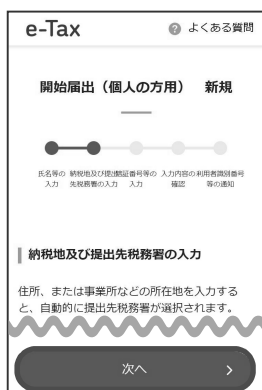 e-Tax
? よくある質問
開始届出（個人の方用）　新規
氏名等の 納税地及び提出 暗証番号等の 入力内容の 利用者識別番号
入力 先税務署の入力 入力 確認 等の通知
納税地及び提出先税務署の入力
住所、または事業所などの所在地を入力する
と、自動的に提出先税務署が選択されます。
次へ >